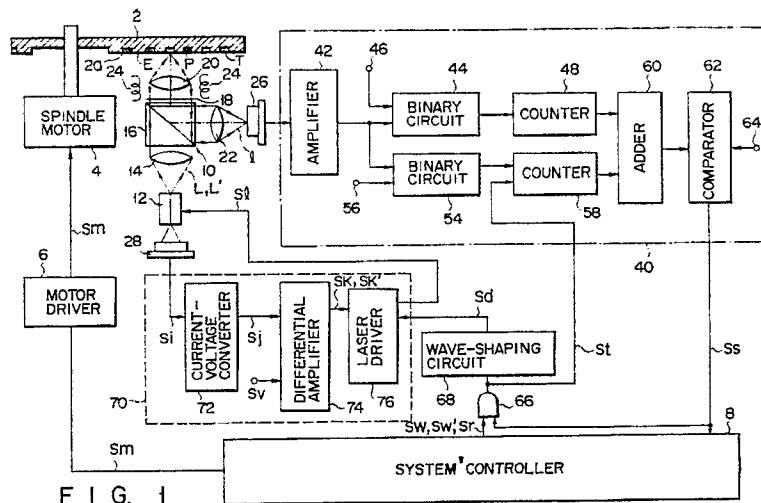 2
20 E P T
20
24
24
18
26
16
22
l
10
14
L, L'
12
Sl
28
SPINDLE MOTOR
4
Sm
6
MOTOR DRIVER
42
AMPLIFIER
46
44
BINARY CIRCUIT
48
COUNTER
60
ADDER
62
COMPARATOR
64
56
BINARY CIRCUIT
54
COUNTER
58
40
Si
CURRENT-VOLTAGE CONVERTER
72
Sj
DIFFERENTIAL AMPLIFIER
74
SK, SK'
LASER DRIVER
76
Sv
70
Sd
WAVE-SHAPING CIRCUIT
68
St
Ss
66
Sw, Sw', Sr
8
Sm
SYSTEM CONTROLLER
FIG. 1